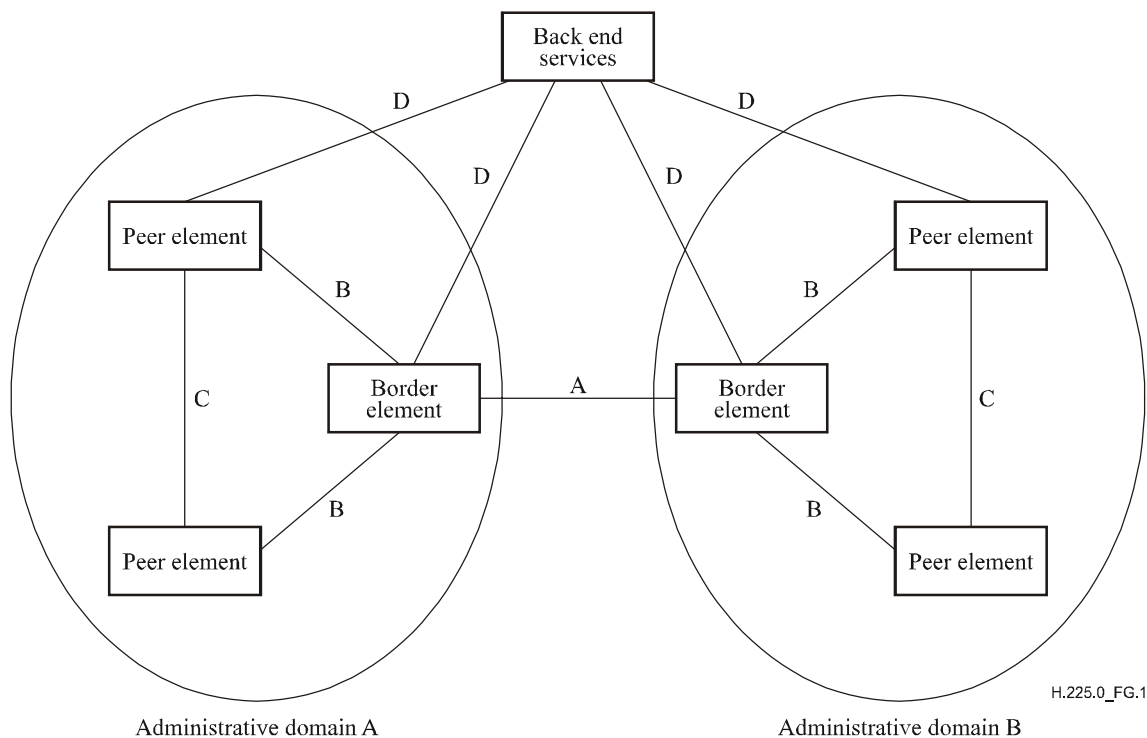 Back end
services
D
D
D
D
Peer element
Peer element
B
B
Border
element
A
Border
element
C
C
B
B
Peer element
Peer element
H.225.0_FG.1
Administrative domain A
Administrative domain B